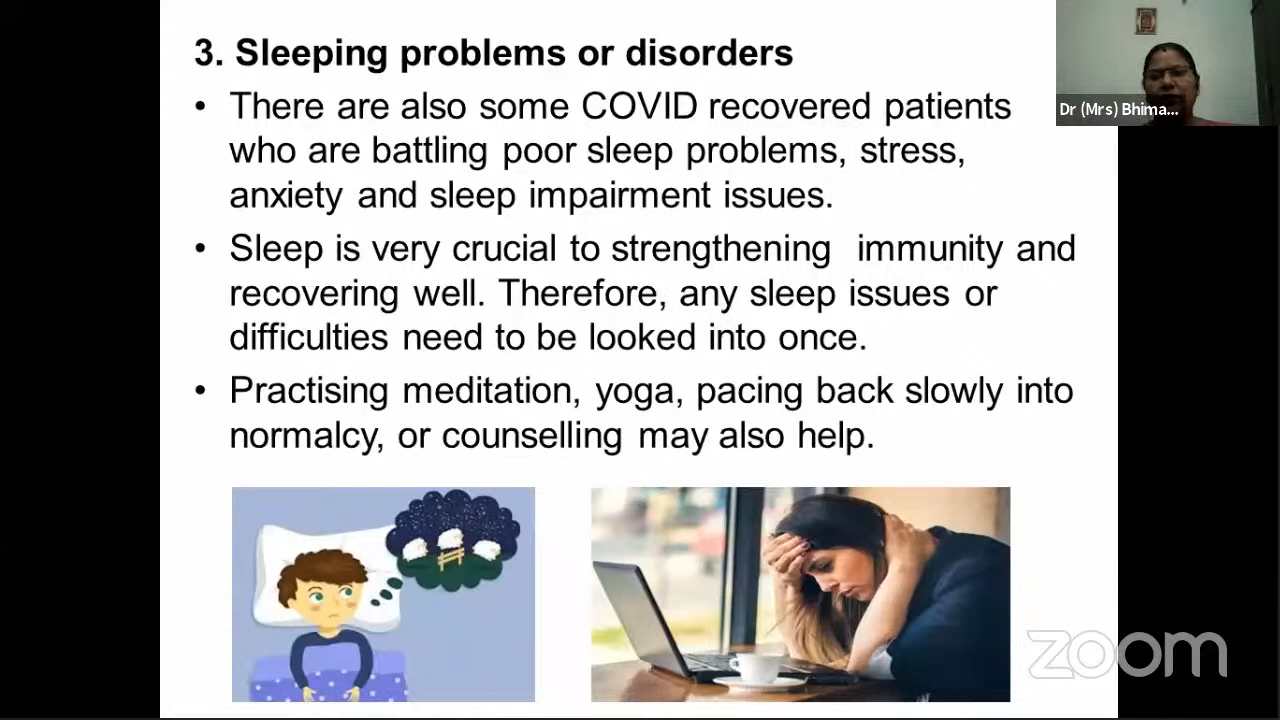 3. Sleeping problems or disorders
• There are also some COVID recovered patients
who are battling poor sleep problems, stress,
anxiety and sleep impairment issues.
• Sleep is very crucial to strengthening immunity and
recovering well. Therefore, any sleep issues or
difficulties need to be looked into once.
• Practising meditation, yoga, pacing back slowly into
normalcy, or counselling may also help.
Dr (Mrs) Bhima...
zoom